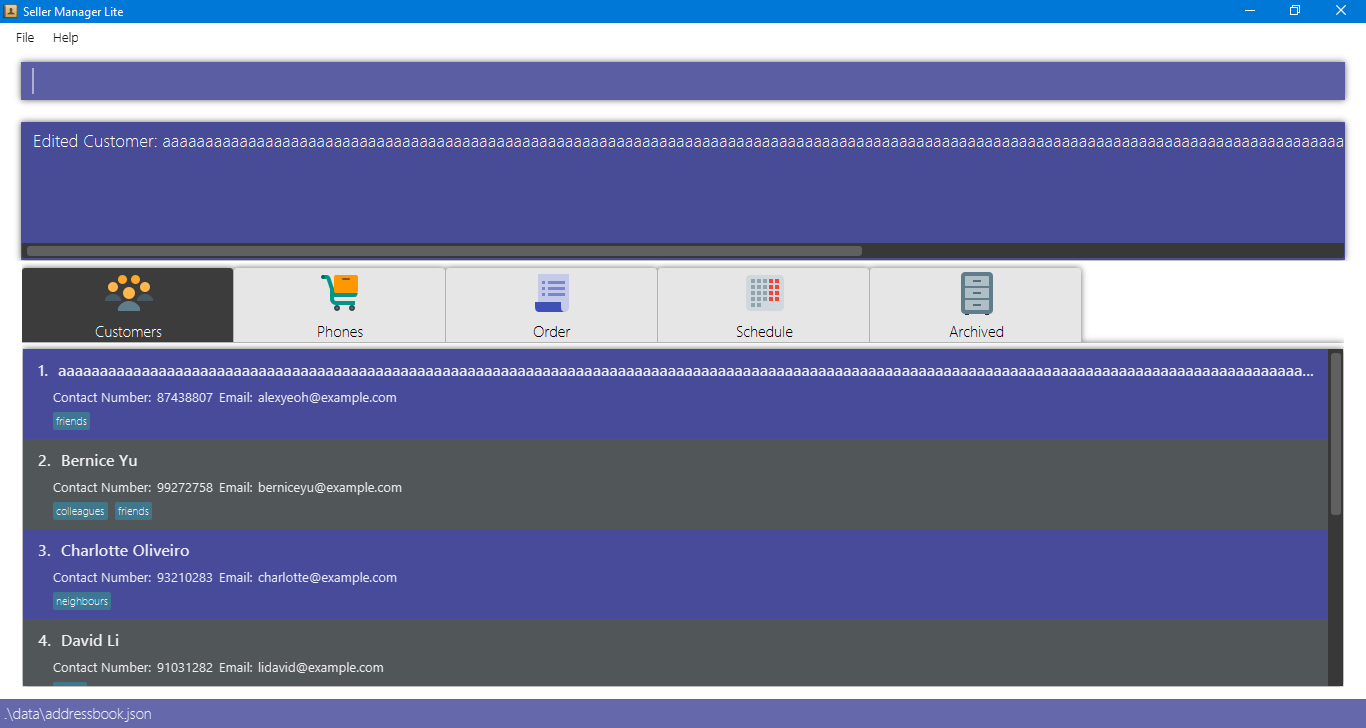 Seller Manager Lite
File Help
Edited Customer: aaaaaaaaaaaaaaaaaaaaaaaaaaaaaaaaaaaaaaaaaaaaaaaaaaaaaaaaaaaaaaaaaaaaaaaaaaaaaaaaaaaaaaaaaaaaaaaaaaaaaaaaaaaaaaaaaaaaaaaaaaaaaaaaaaaaaaaaaaa
Customers Phones Order Schedule Archived
1. aaaaaaaaaaaaaaaaaaaaaaaaaaaaaaaaaaaaaaaaaaaaaaaaaaaaaaaaaaaaaaaaaaaaaaaaaaaaaaaaaaaaaaaaaaaaaaaaaaaaaaaaaaaaaaaaaaaaaaaaaaaaaaaaaaaaaaaaaaaaaaaaaaaaa...
Contact Number: 87438807 Email: alexyeoh@example.com
friends
2. Bernice Yu
Contact Number: 99272758 Email: berniceyu@example.com
colleagues friends
3. Charlotte Oliveiro
Contact Number: 93210283 Email: charlotte@example.com
neighbours
4. David Li
Contact Number: 91031282 Email: lidavid@example.com
.\data\addressbook.json